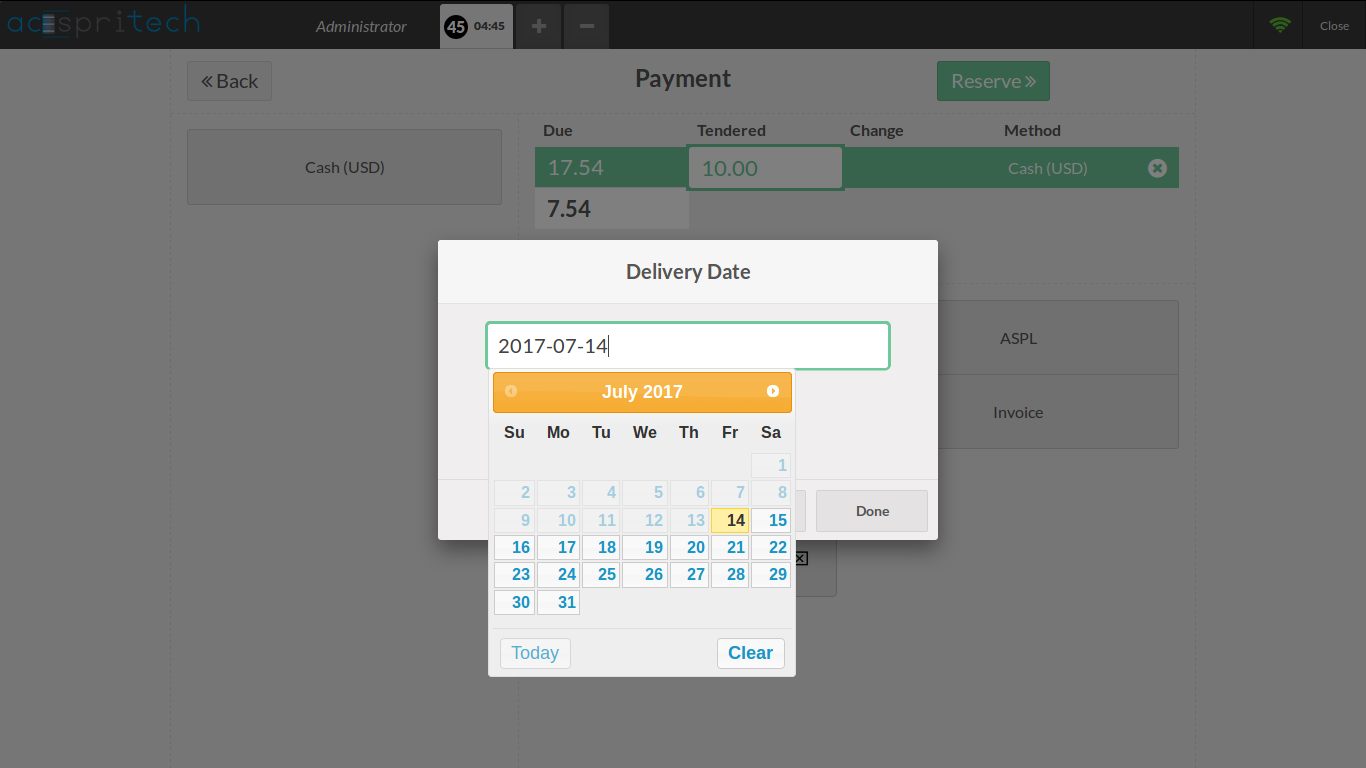 acespritech Administrator 45 04:45 Close
Back Payment Reserve
Due Tendered Change Method
Cash (USD) 17.54 10.00 Cash (USD)
7.54
Delivery Date
2017-07-14
ASPL
July 2017
Invoice
Su Mo Tu We Th Fr Sa
1
2 3 4 5 6 7 8
9 10 11 12 13 14 15
Done
16 17 18 19 20 21 22
23 24 25 26 27 28 29
30 31
Today Clear